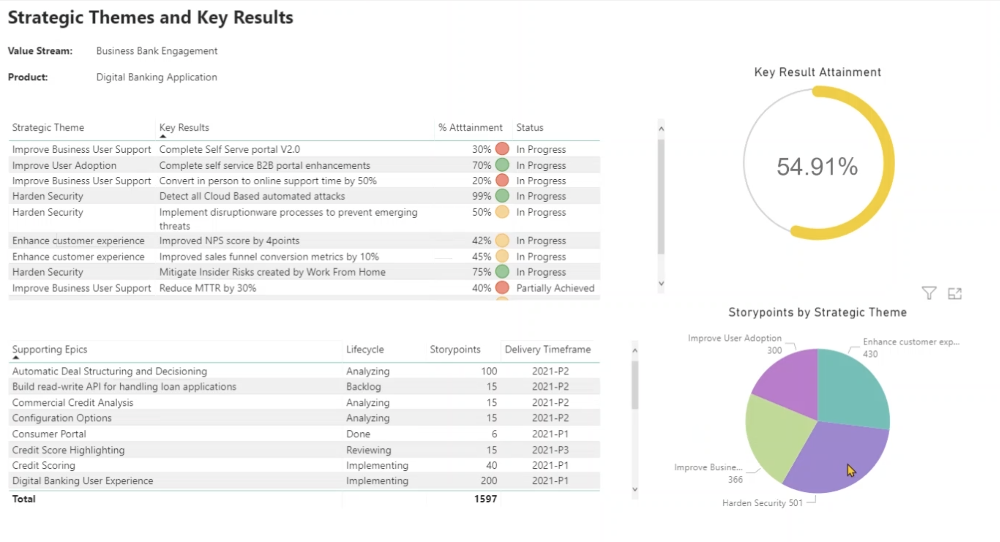 Strategic Themes and Key Results
Value Stream: Business Bank Engagement
Product: Digital Banking Application
Strategic Theme Key Results % Atttainment Status
Improve Business User Support Complete Self Serve portal V2.0 30% In Progress
Improve User Adoption Complete self service B2B portal enhancements 70% In Progress
Improve Business User Support Convert in person to online support time by 50% 20% In Progress
Harden Security Detect all Cloud Based automated attacks 99% In Progress
Harden Security Implement disruptionware processes to prevent emerging 50% In Progress
threats
Enhance customer experience Improved NPS score by 4points 42% In Progress
Enhance customer experience Improved sales funnel conversion metrics by 10% 45% In Progress
Harden Security Mitigate Insider Risks created by Work From Home 75% In Progress
Improve Business User Support Reduce MTTR by 30% 40% Partially Achieved
Key Result Attainment
54.91%
Supporting Epics Lifecycle Storypoints Delivery Timeframe
Automatic Deal Structuring and Decisioning Analyzing 100 2021-P2
Build read-write API for handling loan applications Backlog 15 2021-P2
Commercial Credit Analysis Analyzing 15 2021-P2
Configuration Options Analyzing 15 2021-P2
Consumer Portal Done 6 2021-P1
Credit Score Highlighting Reviewing 15 2021-P3
Credit Scoring Implementing 40 2021-P1
Digital Banking User Experience Implementing 200 2021-P1
Total 1597
Storypoints by Strategic Theme
Improve User Adoption
300
Enhance customer exp...
430
Improve Busine...
366
Harden Security 501